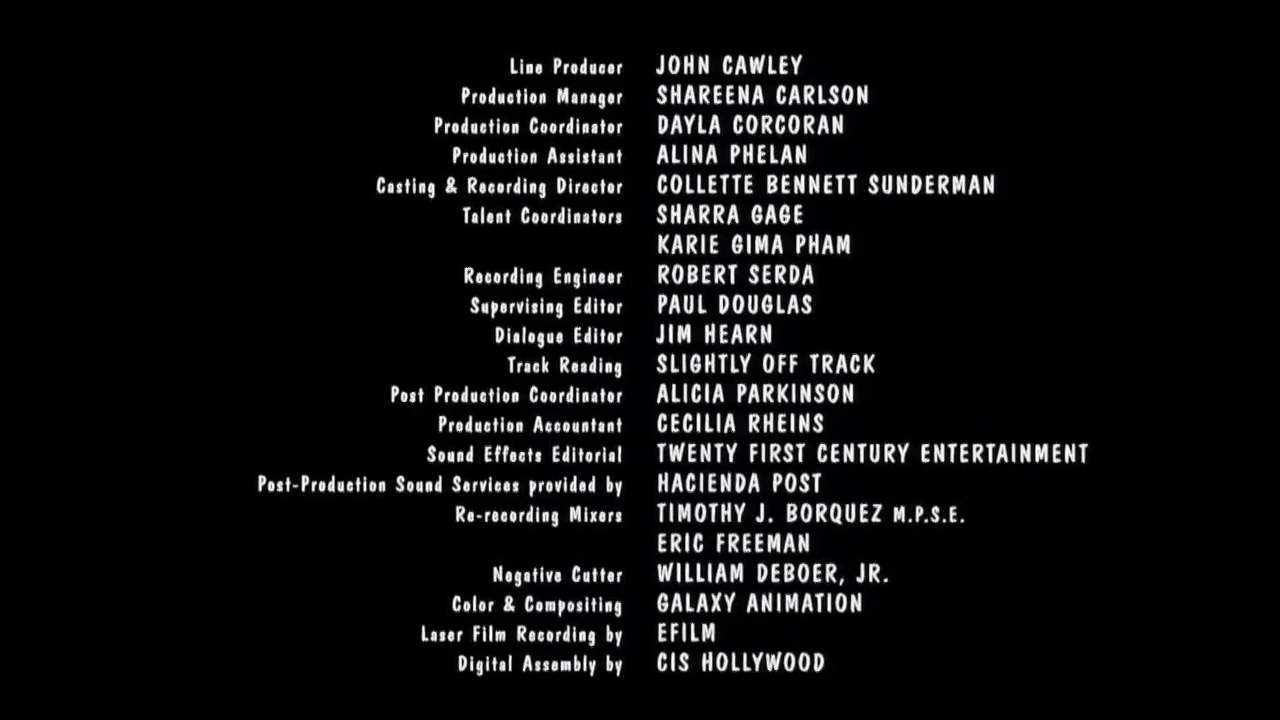 Line Producer JOHN CAWLEY
Production Manager SHAREENA CARLSON
Production Coordinator DAYLA CORCORAN
Production Assistant ALINA PHELAN
Casting & Recording Director COLLETTE BENNETT SUNDERMAN
Talent Coordinators SHARRA GAGE
KARIE GIMA PHAM
Recording Engineer ROBERT SERDA
Supervising Editor PAUL DOUGLAS
Dialogue Editor JIM HEARN
Track Reading SLIGHTLY OFF TRACK
Post Production Coordinator ALICIA PARKINSON
Production Accountant CECILIA RHEINS
Sound Effects Editorial TWENTY FIRST CENTURY ENTERTAINMENT
Post-Production Sound Services provided by HACIENDA POST
Re-recording Mixers TIMOTHY J. BORQUEZ M.P.S.E.
ERIC FREEMAN
Negative Cutter WILLIAM DEBOER, JR.
Color & Compositing GALAXY ANIMATION
Laser Film Recording by EFILM
Digital Assembly by CIS HOLLYWOOD